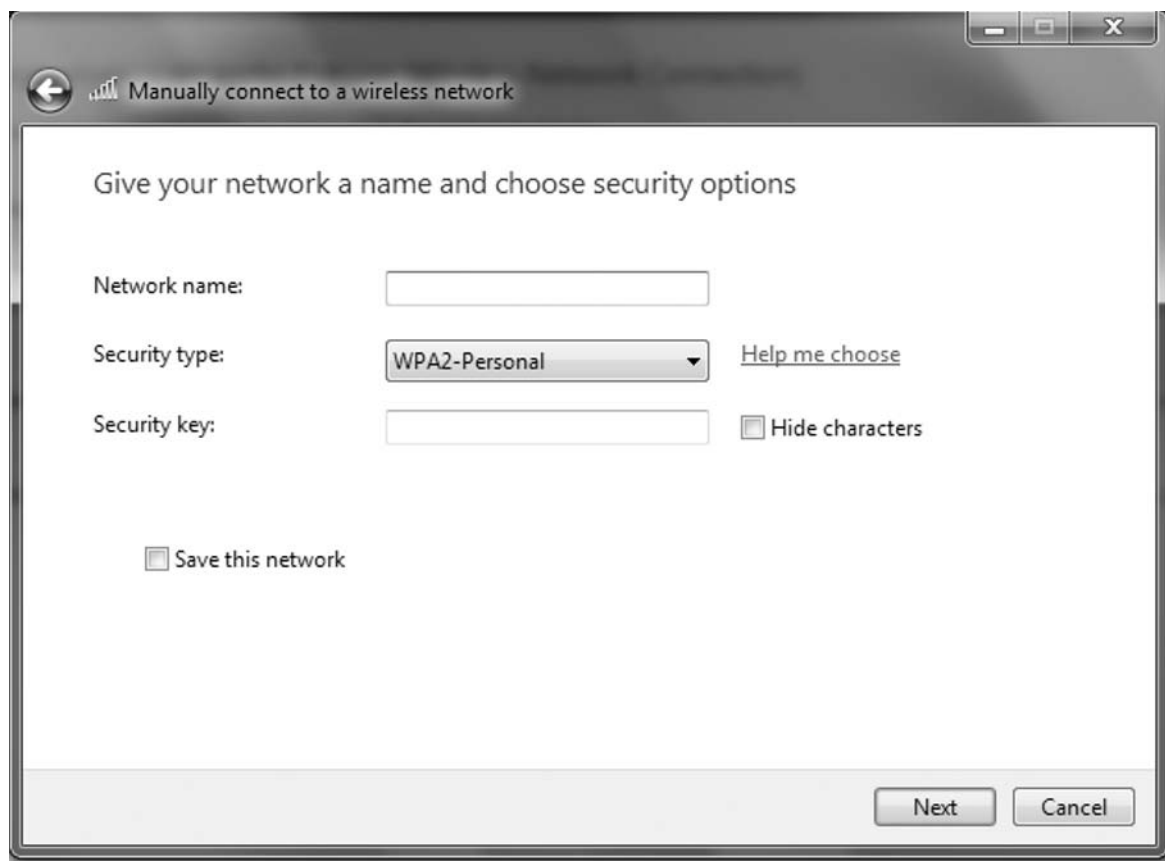 Manually connect to a wireless network
Give your network a name and choose security options
Network name:
Security type: WPA2-Personal Help me choose
Security key: Hide characters
Save this network
Next Cancel